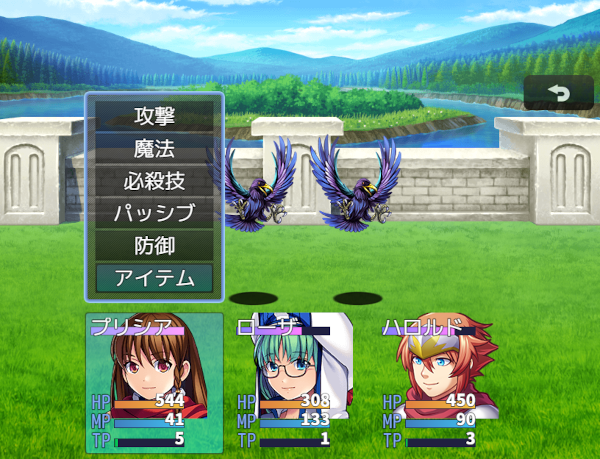 攻撃
魔法
必殺技
パッシブ
防御
アイテム
プリシア ローザ ハロルド
HP 544 HP 308 HP 450
MP 41 MP 133 MP 90
TP 5 TP 1 TP 3